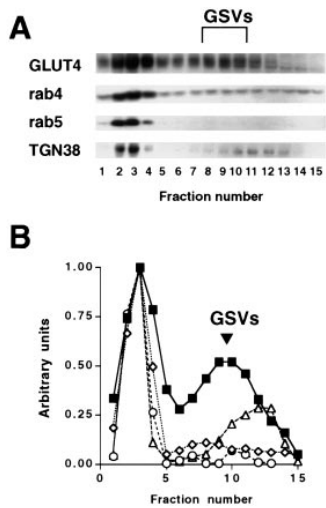 A
GSVs
GLUT4
rab4
rab5
TGN38
1 2 3 4 5 6 7 8 9 10 11 12 13 14 15
Fraction number
B
1.00
GSVs
0.75
0.50
0.25
0.00
Arbitrary units
0 5 10 15
Fraction number